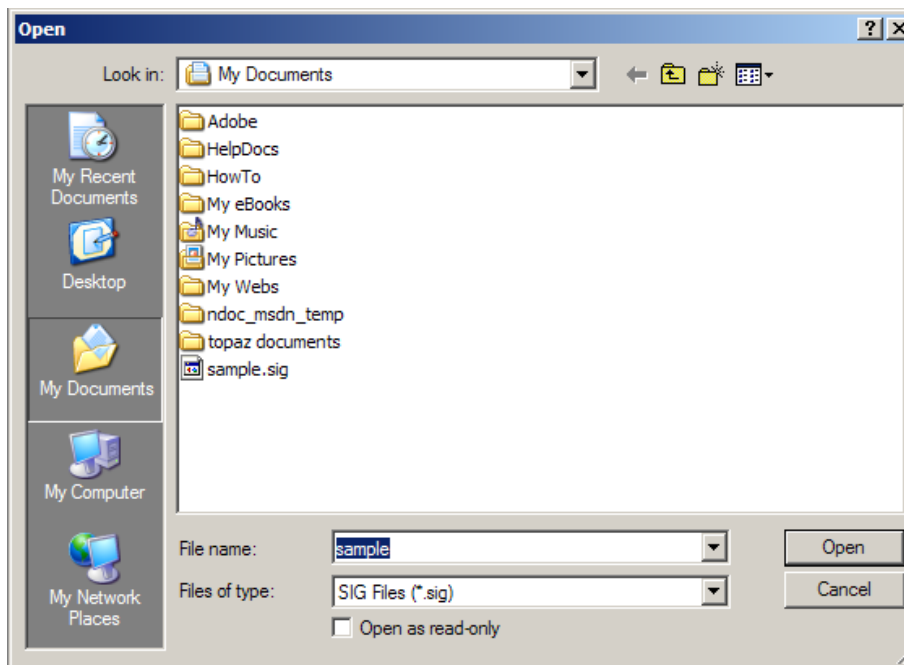 Open
Look in: My Documents
My Recent
Documents
Desktop
My Documents
My Computer
My Network
Places
Adobe
HelpDocs
HowTo
My eBooks
My Music
My Pictures
My Webs
ndoc_msdn_temp
topaz documents
sample.sig
File name: sample Open
Files of type: SIG Files (*.sig) Cancel
Open as read-only